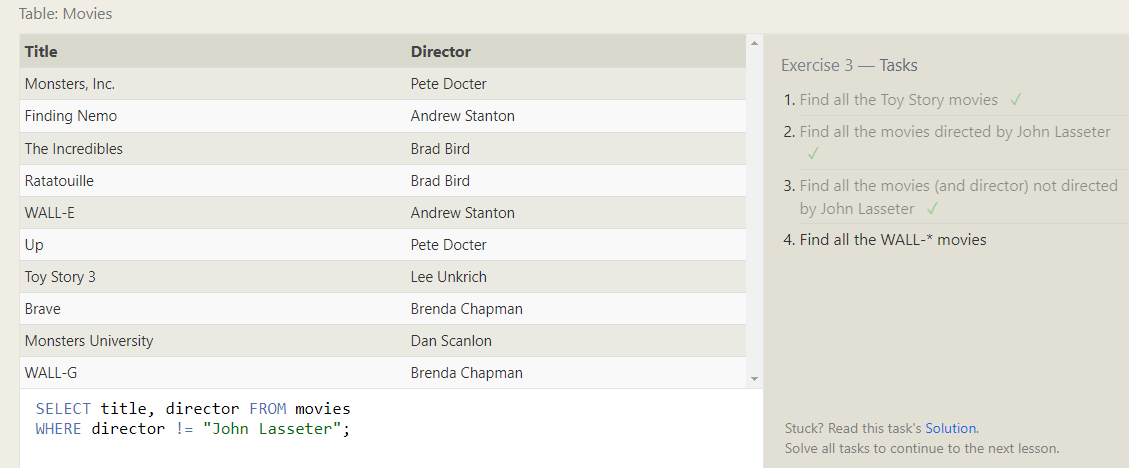 Table: Movies
Title Director
Monsters, Inc. Pete Docter
Finding Nemo Andrew Stanton
The Incredibles Brad Bird
Ratatouille Brad Bird
WALL-E Andrew Stanton
Up Pete Docter
Toy Story 3 Lee Unkrich
Brave Brenda Chapman
Monsters University Dan Scanlon
WALL-G Brenda Chapman
SELECT title, director FROM movies
WHERE director != "John Lasseter";
Exercise 3 — Tasks
1. Find all the Toy Story movies ✓
2. Find all the movies directed by John Lasseter
✓
3. Find all the movies (and director) not directed
by John Lasseter ✓
4. Find all the WALL-* movies
Stuck? Read this task's Solution.
Solve all tasks to continue to the next lesson.